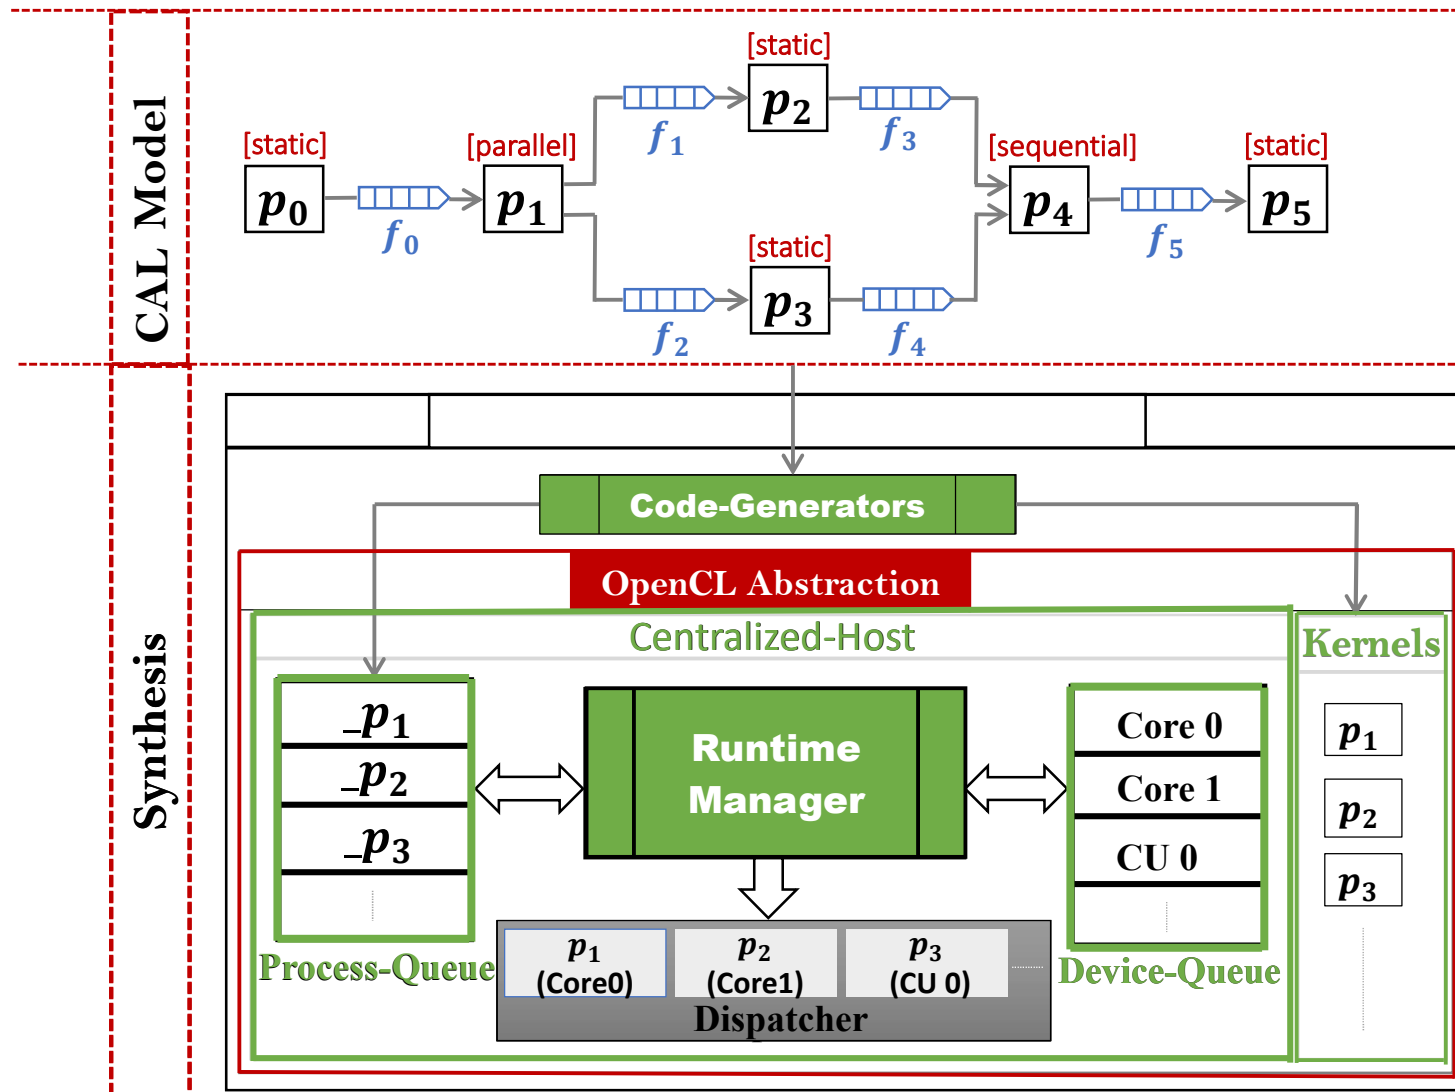 CAL Model
[static]
p0
f0
[parallel]
p1
f1
[static]
p2
f3
f2
[static]
p3
f4
[sequential]
p4
f5
[static]
p5
Synthesis
Code-Generators
OpenCL Abstraction
Centralized-Host
Kernels
_p1
_p2
_p3
Process-Queue
Runtime
Manager
Core 0
Core 1
CU 0
Device-Queue
p1
(Core0)
p2
(Core1)
p3
(CU 0)
Dispatcher
p1
p2
p3